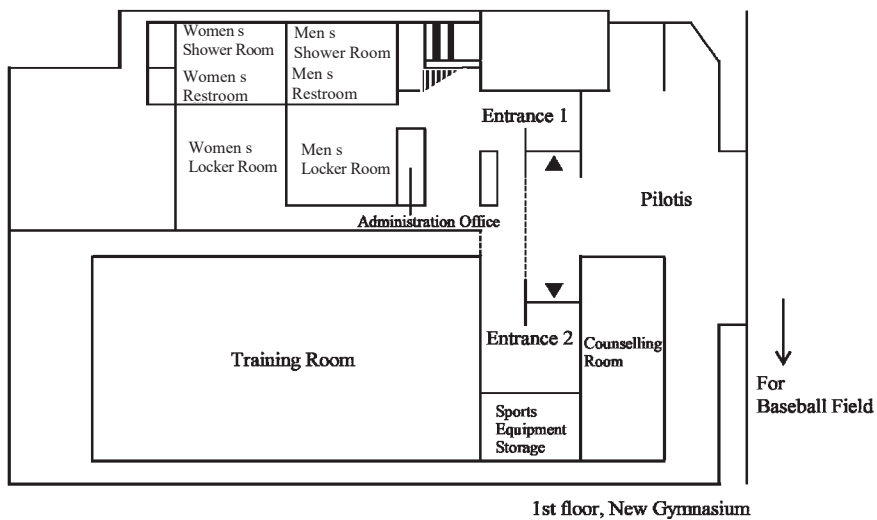 Women s
Shower Room
Men s
Shower Room
Women s
Restroom
Men s
Restroom
Entrance 1
Women s
Locker Room
Men s
Locker Room
Pilotis
Administration Office
Training Room
Entrance 2
Counselling
Room
For
Baseball Field
Sports
Equipment
Storage
1st floor, New Gymnasium